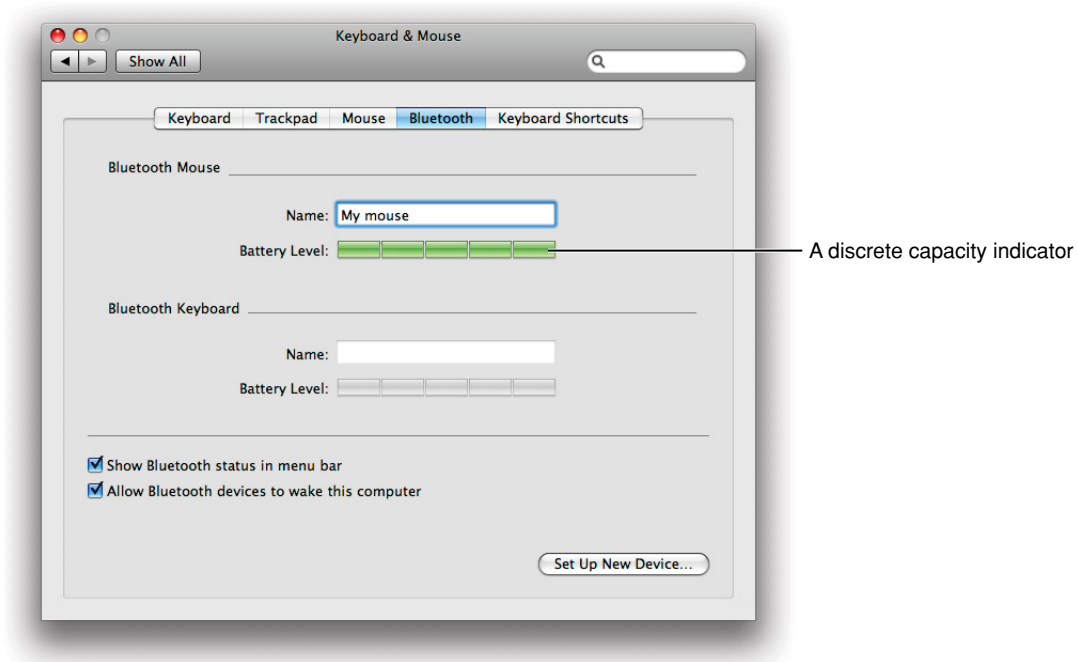 Keyboard & Mouse
Show All
Keyboard Trackpad Mouse Bluetooth Keyboard Shortcuts
Bluetooth Mouse
Name: My mouse
Battery Level:
A discrete capacity indicator
Bluetooth Keyboard
Name:
Battery Level:
Show Bluetooth status in menu bar
Allow Bluetooth devices to wake this computer
Set Up New Device...